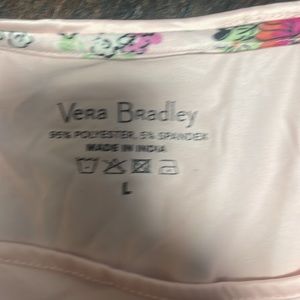 Vera Bradley
95% POLYESTER, 5% SPANDEX
MADE IN INDIA
L